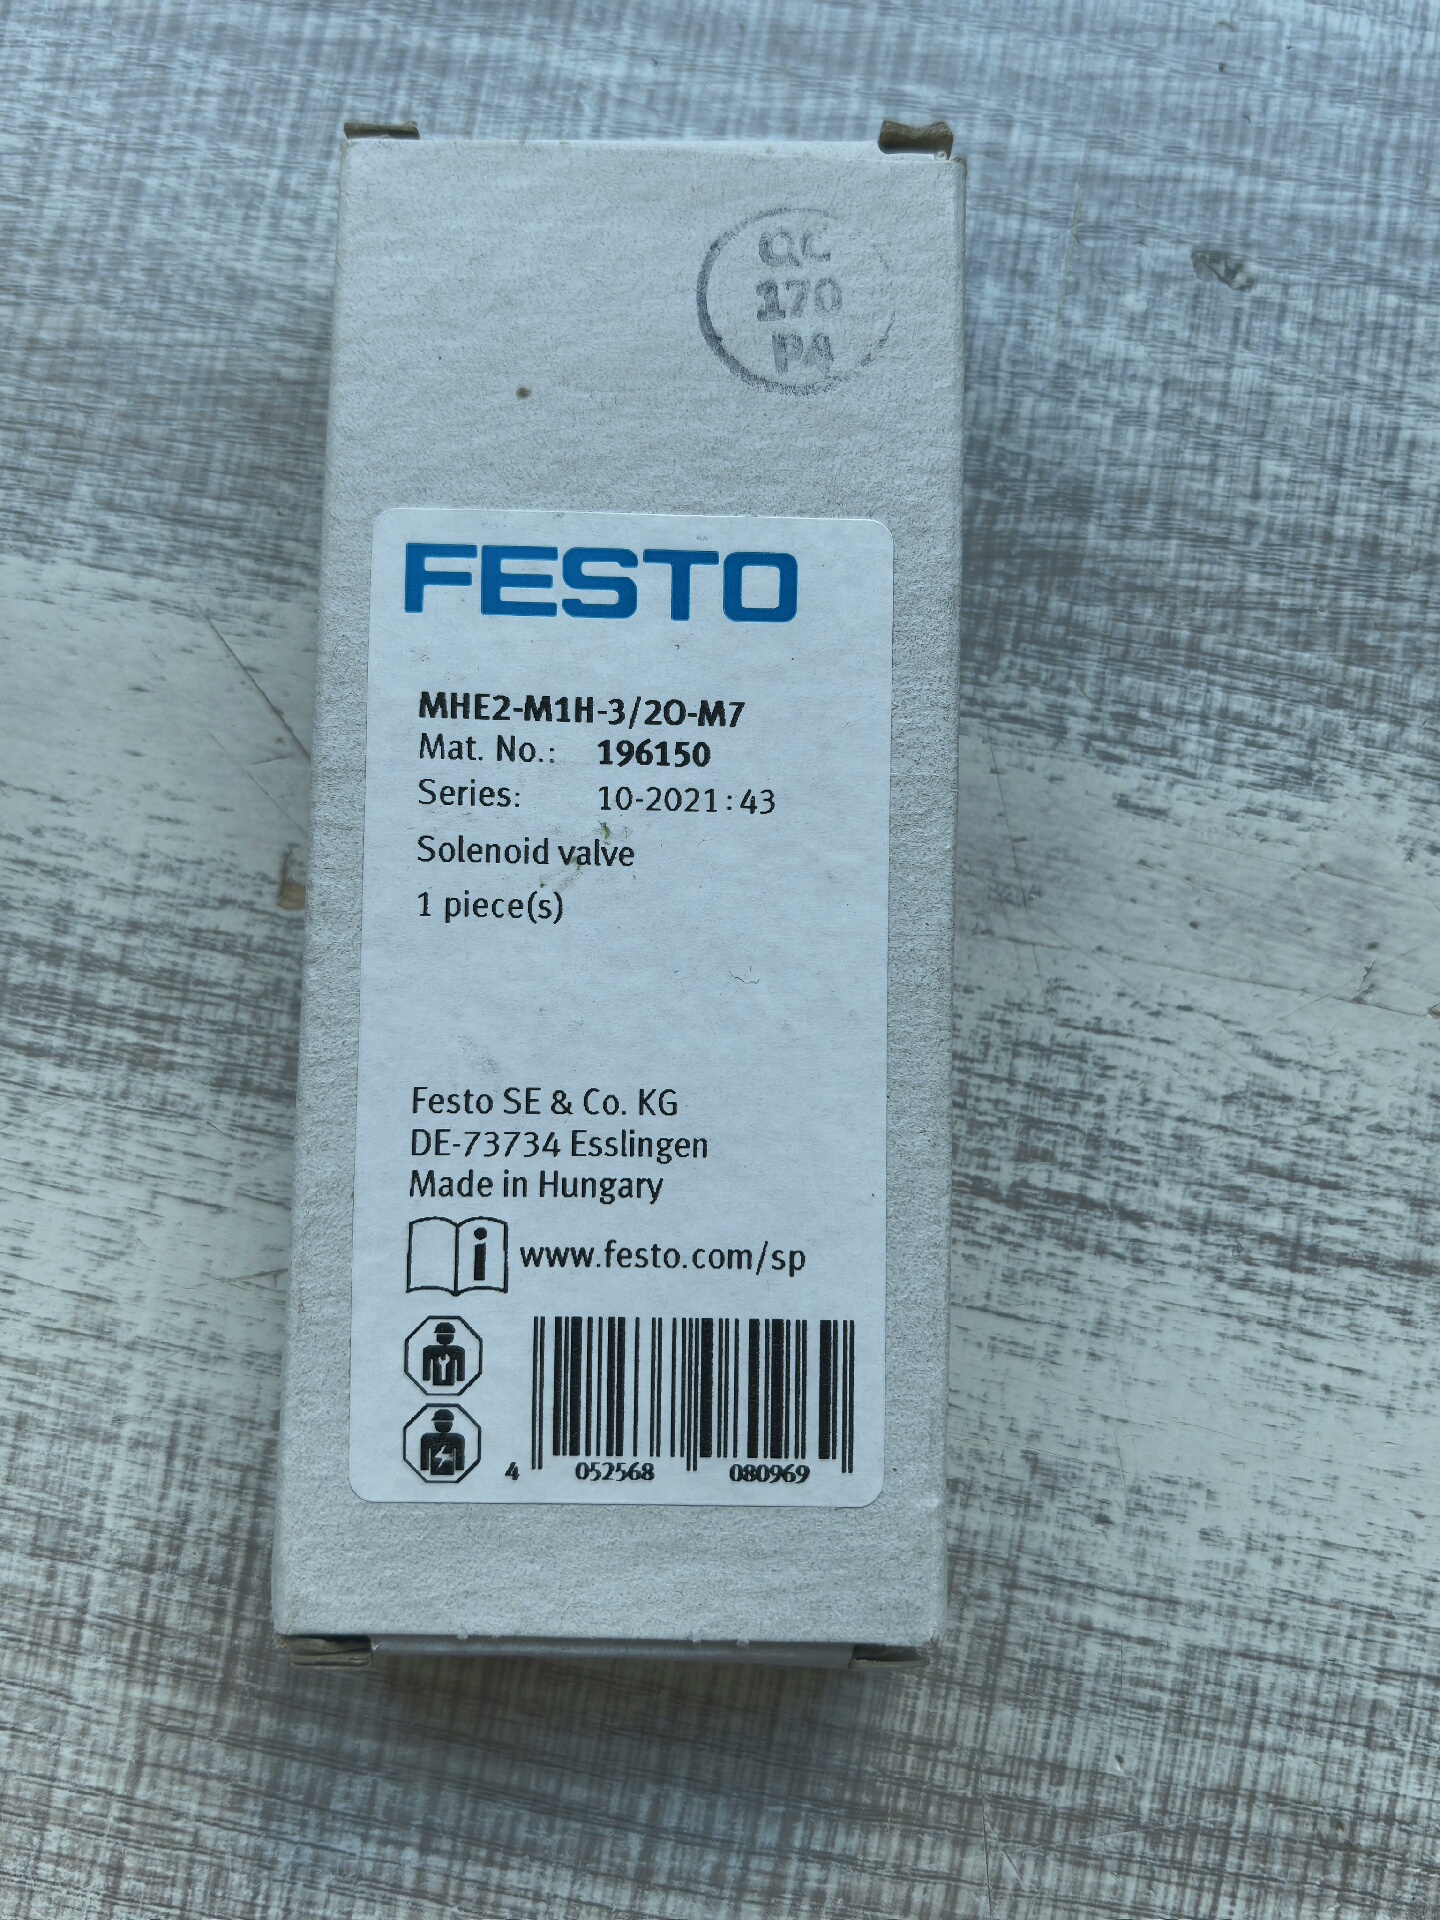 QC
170
PA
FESTO
MHE2-M1H-3/2O-M7
Mat. No.: 196150
Series: 10-2021:43
Solenoid valve
1 piece(s)
Festo SE & Co. KG
DE-73734 Esslingen
Made in Hungary
i www.festo.com/sp
4 052568 080969